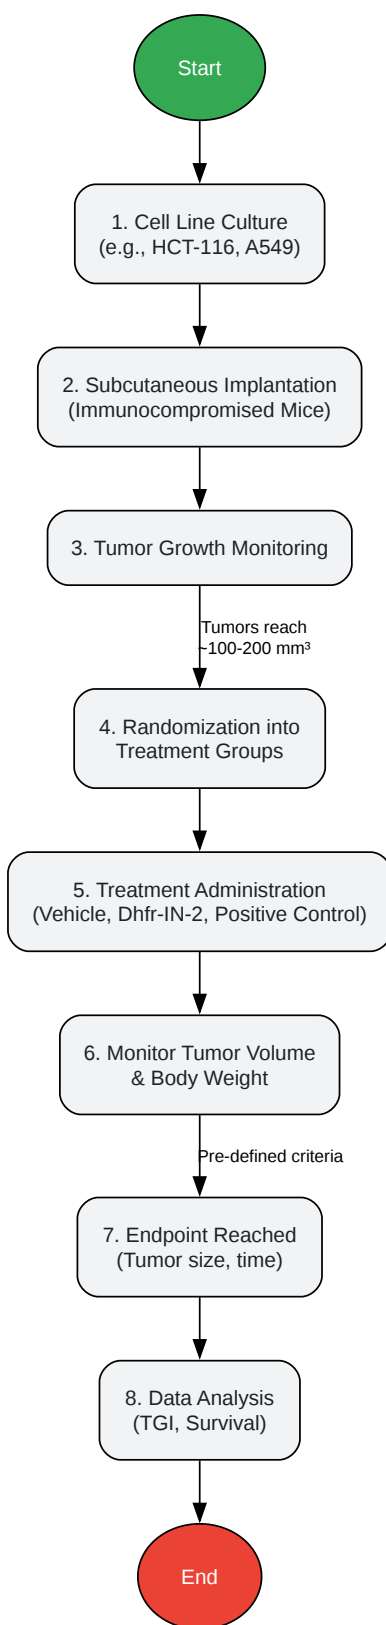 Start
1. Cell Line Culture
(e.g., HCT-116, A549)
2. Subcutaneous Implantation
(Immunocompromised Mice)
3. Tumor Growth Monitoring
Tumors reach
~100-200 mm³
4. Randomization into
Treatment Groups
5. Treatment Administration
(Vehicle, Dhfr-IN-2, Positive Control)
6. Monitor Tumor Volume
& Body Weight
Pre-defined criteria
7. Endpoint Reached
(Tumor size, time)
8. Data Analysis
(TGI, Survival)
End